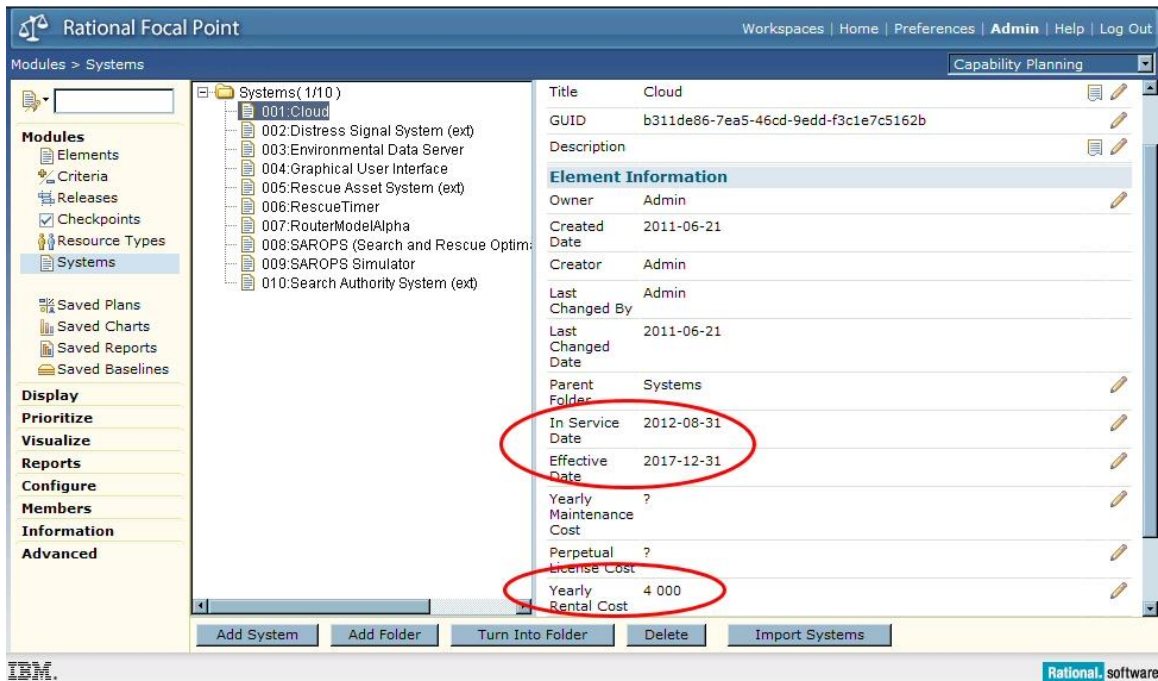 Rational Focal Point
Workspaces | Home | Preferences | Admin | Help | Log Out
Modules > Systems
Capability Planning
Modules
Elements
Criteria
Releases
Checkpoints
Resource Types
Systems
Saved Plans
Saved Charts
Saved Reports
Saved Baselines
Display
Prioritize
Visualize
Reports
Configure
Members
Information
Advanced
Systems(1/10)
001:Cloud
002:Distress Signal System (ext)
003:Environmental Data Server
004:Graphical User Interface
005:Rescue Asset System (ext)
006:RescueTimer
007:RouterModelAlpha
008:SAROPS (Search and Rescue Optima
009:SAROPS Simulator
010:Search Authority System (ext)
Title Cloud
GUID b311de86-7ea5-46cd-9edd-f3c1e7c5162b
Description
Element Information
Owner Admin
Created 2011-06-21
Date
Creator Admin
Last Admin
Changed By
Last 2011-06-21
Changed
Date
Parent Systems
Folder
In Service 2012-08-31
Date
Effective 2017-12-31
Date
Yearly ?
Maintenance
Cost
Perpetual ?
License Cost
Yearly 4 000
Rental Cost
Add System Add Folder Turn Into Folder Delete Import Systems
IBM.
Rational. software